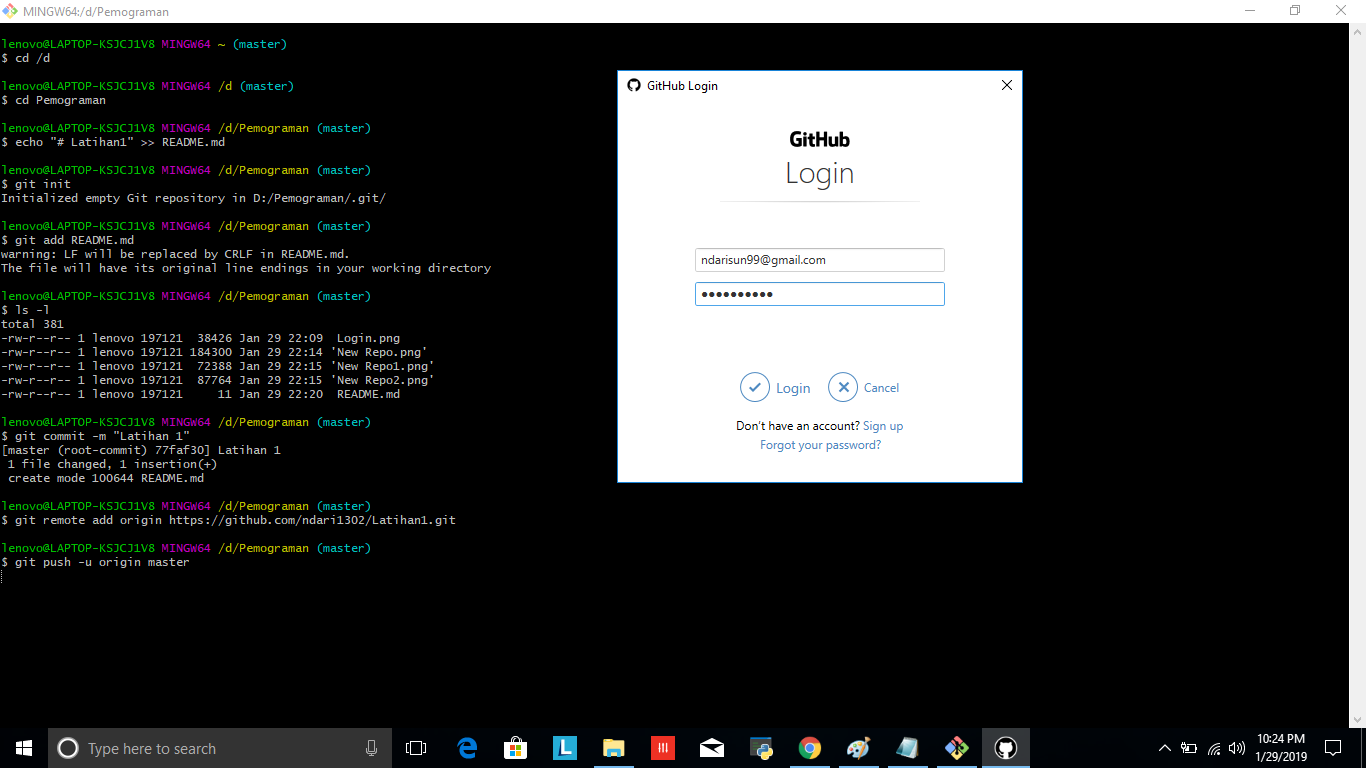 MINGW64:/d/Pemograman
lenovo@LAPTOP-KSJCJ1V8 MINGW64 ~ (master)
$ cd /d
lenovo@LAPTOP-KSJCJ1V8 MINGW64 /d (master)
$ cd Pemograman
lenovo@LAPTOP-KSJCJ1V8 MINGW64 /d/Pemograman (master)
$ echo "# Latihan1" >> README.md
lenovo@LAPTOP-KSJCJ1V8 MINGW64 /d/Pemograman (master)
$ git init
Initialized empty Git repository in D:/Pemograman/.git/
lenovo@LAPTOP-KSJCJ1V8 MINGW64 /d/Pemograman (master)
$ git add README.md
warning: LF will be replaced by CRLF in README.md.
The file will have its original line endings in your working directory
lenovo@LAPTOP-KSJCJ1V8 MINGW64 /d/Pemograman (master)
$ ls -l
total 381
-rw-r--r-- 1 lenovo 197121  38426 Jan 29 22:09  Login.png
-rw-r--r-- 1 lenovo 197121 184300 Jan 29 22:14 'New Repo.png'
-rw-r--r-- 1 lenovo 197121  72388 Jan 29 22:15 'New Repo1.png'
-rw-r--r-- 1 lenovo 197121  87764 Jan 29 22:15 'New Repo2.png'
-rw-r--r-- 1 lenovo 197121     11 Jan 29 22:20  README.md
lenovo@LAPTOP-KSJCJ1V8 MINGW64 /d/Pemograman (master)
$ git commit -m "Latihan 1"
[master (root-commit) 77faf30] Latihan 1
 1 file changed, 1 insertion(+)
 create mode 100644 README.md
lenovo@LAPTOP-KSJCJ1V8 MINGW64 /d/Pemograman (master)
$ git remote add origin https://github.com/ndari1302/Latihan1.git
lenovo@LAPTOP-KSJCJ1V8 MINGW64 /d/Pemograman (master)
$ git push -u origin master
GitHub Login
GitHub
Login
ndarisun99@gmail.com
●●●●●●●●●●
Login Cancel
Don't have an account? Sign up
Forgot your password?
Type here to search
L
10:24 PM
1/29/2019